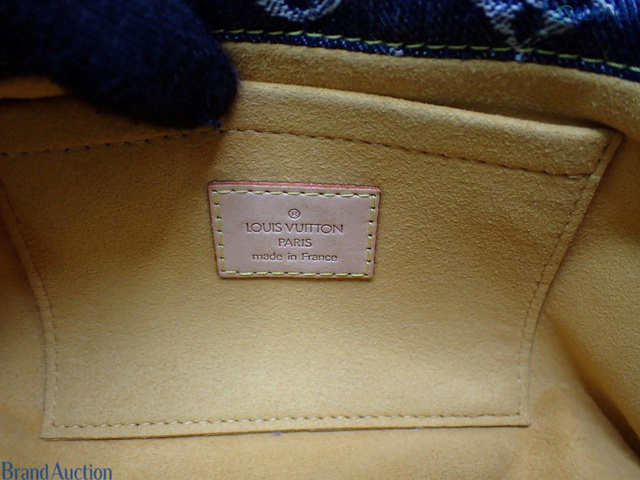 ®
LOUIS VUITTON
PARIS
made in France
BrandAuction